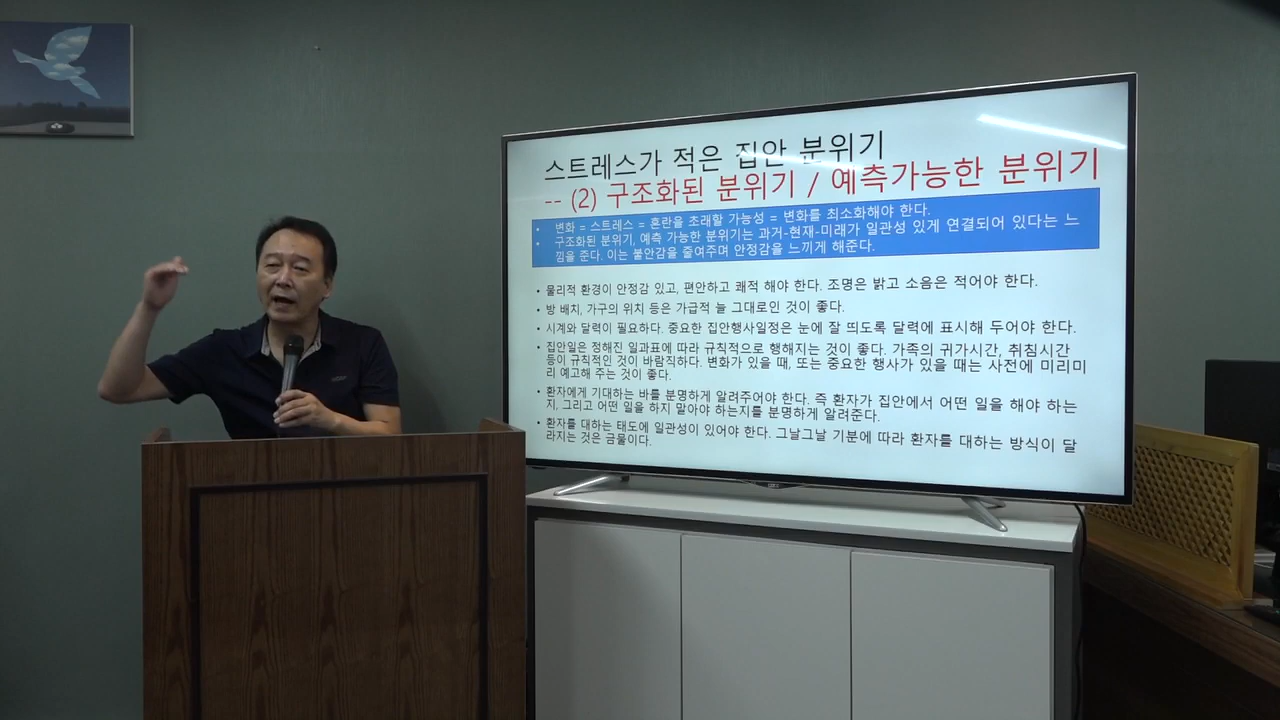 스트레스가 적은 집안 분위기
-- (2) 구조화된 분위기 / 예측가능한 분위기
• 변화 = 스트레스 = 혼란을 초래할 가능성 = 변화를 최소화해야 한다.
• 구조화된 분위기, 예측 가능한 분위기는 과거-현재-미래가 일관성 있게 연결되어 있다는 느
낌을 준다. 이는 불안감을 줄여주며 안정감을 느끼게 해준다.
• 물리적 환경이 안정감 있고, 편안하고 쾌적 해야 한다. 조명은 밝고 소음은 적어야 한다.
• 방 배치, 가구의 위치 등은 가급적 늘 그대로인 것이 좋다.
• 시계와 달력이 필요하다. 중요한 집안행사일정은 눈에 잘 띄도록 달력에 표시해 두어야 한다.
• 집안일은 정해진 일과표에 따라 규칙적으로 행해지는 것이 좋다. 가족의 귀가시간, 취침시간
등이 규칙적인 것이 바람직하다. 변화가 있을 때, 또는 중요한 행사가 있을 때는 사전에 미리미
리 예고해 주는 것이 좋다.
• 환자에게 기대하는 바를 분명하게 알려주어야 한다. 즉 환자가 집안에서 어떤 일을 해야 하는
지, 그리고 어떤 일을 하지 말아야 하는지를 분명하게 알려준다.
• 환자를 대하는 태도에 일관성이 있어야 한다. 그날그날 기분에 따라 환자를 대하는 방식이 달
라지는 것은 금물이다.